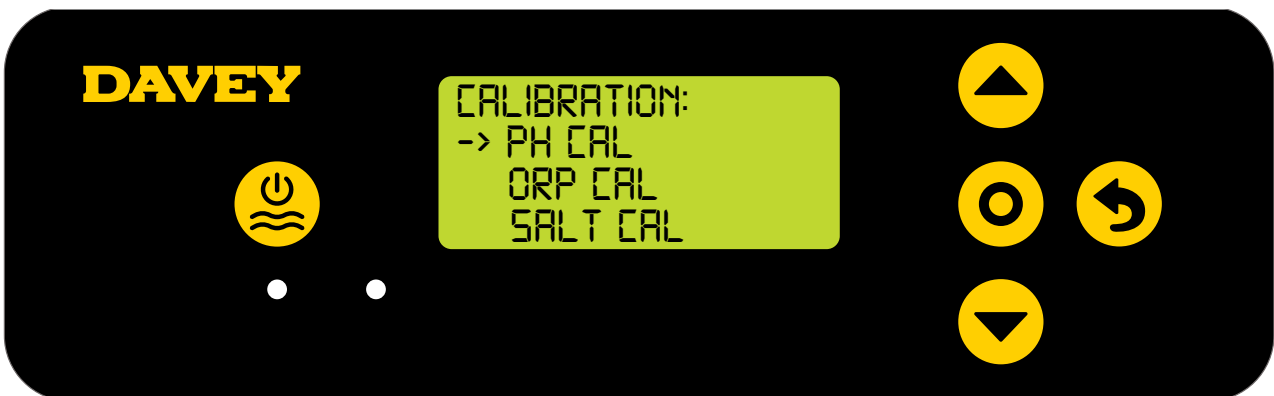 DAVEY
CALIBRATION:
-> PH CAL
ORP CAL
SALT CAL